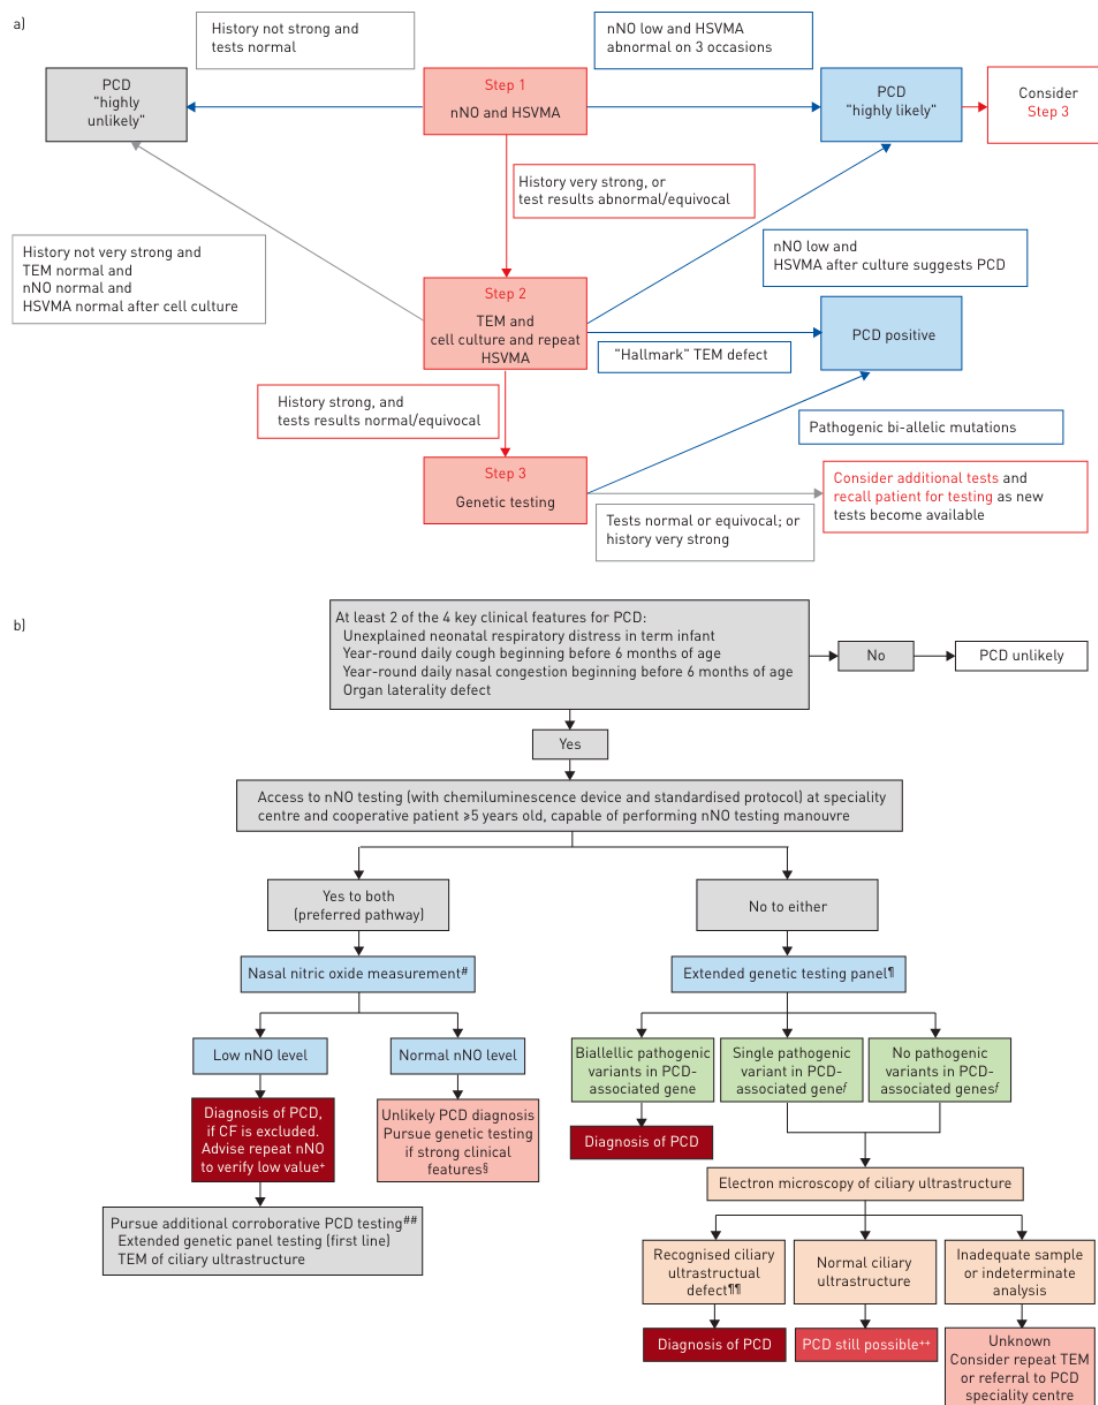 a)
History not strong and
tests normal
nNO low and HSVMA
abnormal on 3 occasions
PCD
"highly
unlikely"
Step 1
nNO and HSVMA
PCD
"highly likely"
Consider
Step 3
History very strong, or
test results abnormal/equivocal
History not very strong and
TEM normal and
nNO normal and
HSVMA normal after cell culture
nNO low and
HSVMA after culture suggests PCD
Step 2
TEM and
cell culture and repeat
HSVMA
"Hallmark" TEM defect
PCD positive
History strong, and
tests results normal/equivocal
Pathogenic bi-allelic mutations
Step 3
Genetic testing
Tests normal or equivocal; or
history very strong
Consider additional tests and
recall patient for testing as new
tests become available
b)
At least 2 of the 4 key clinical features for PCD:
Unexplained neonatal respiratory distress in term infant
Year-round daily cough beginning before 6 months of age
Year-round daily nasal congestion beginning before 6 months of age
Organ laterality defect
No
PCD unlikely
Yes
Access to nNO testing (with chemiluminescence device and standardised protocol) at speciality
centre and cooperative patient ≥5 years old, capable of performing nNO testing manouvre
Yes to both
(preferred pathway)
No to either
Nasal nitric oxide measurement#
Extended genetic testing panel¶
Low nNO level
Normal nNO level
Biallellic pathogenic
variants in PCD-
associated gene
Single pathogenic
variant in PCD-
associated geneƒ
No pathogenic
variants in PCD-
associated genesƒ
Diagnosis of PCD,
if CF is excluded.
Advise repeat nNO
to verify low value+
Unlikely PCD diagnosis
Pursue genetic testing
if strong clinical
features§
Diagnosis of PCD
Electron microscopy of ciliary ultrastructure
Pursue additional corroborative PCD testing##
Extended genetic panel testing (first line)
TEM of ciliary ultrastructure
Recognised ciliary
ultrastructual
defect¶¶
Normal ciliary
ultrastructure
Inadequate sample
or indeterminate
analysis
Diagnosis of PCD
PCD still possible++
Unknown
Consider repeat TEM
or referral to PCD
speciality centre